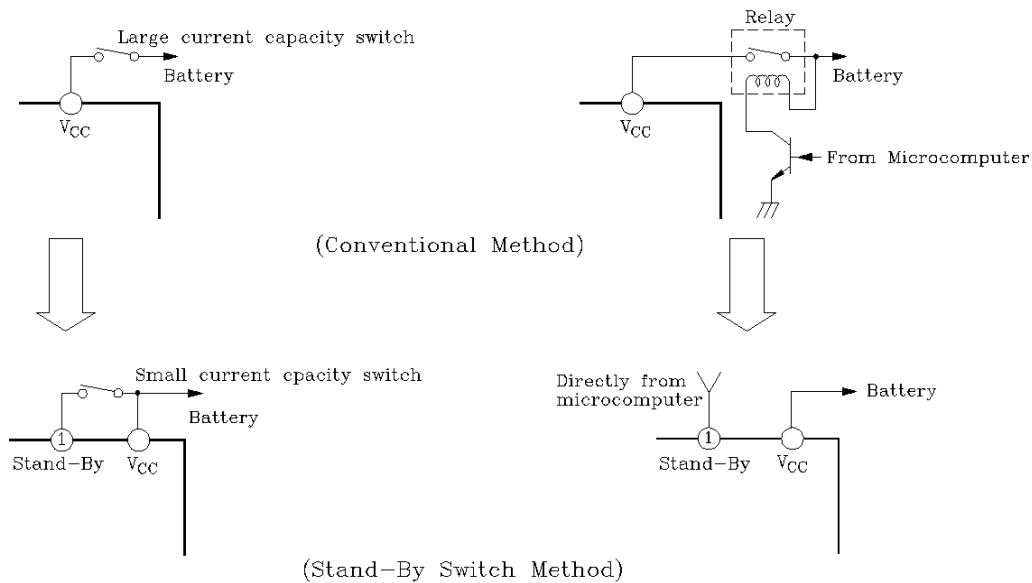 Large current capacity switch
Battery
VCC
Relay
Battery
VCC
From Microcomputer
(Conventional Method)
Small current cpacity switch
Battery
1
Stand-By
VCC
Directly from
microcomputer
Battery
1
Stand-By
VCC
(Stand-By Switch Method)